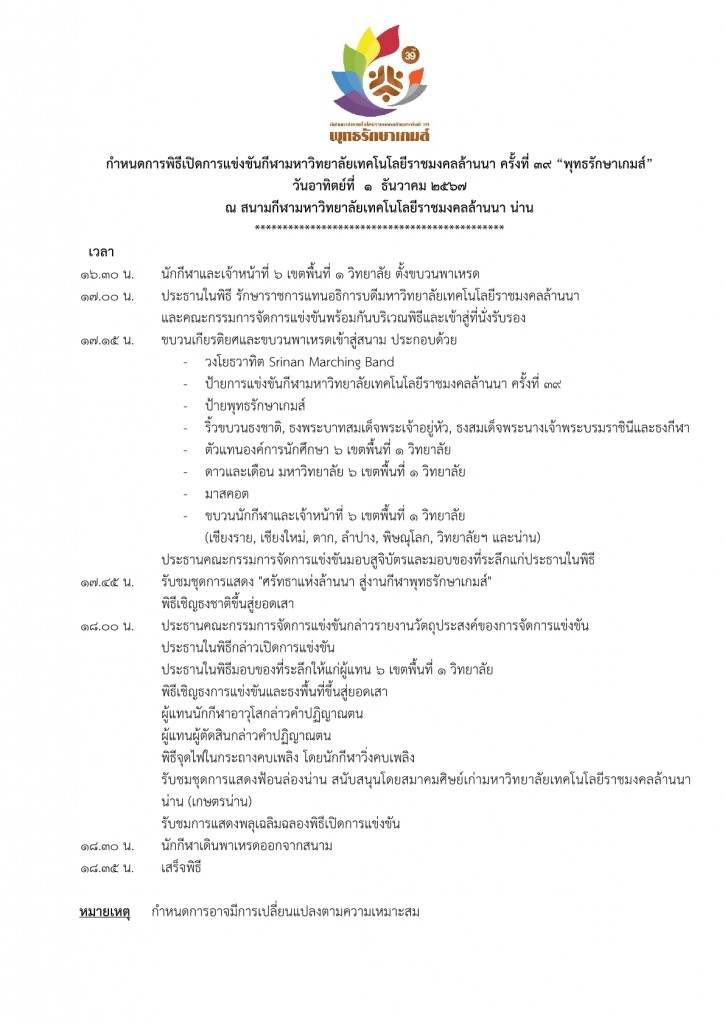 39
พุทธรักษาเกมส์
กำหนดการพิธีเปิดการแข่งขันกีฬามหาวิทยาลัยเทคโนโลยีราชมงคลล้านนา ครั้งที่ ๓๙ “พุทธรักษาเกมส์”
วันอาทิตย์ที่ ๑ ธันวาคม ๒๕๖๗
ณ สนามกีฬามหาวิทยาลัยเทคโนโลยีราชมงคลล้านนา น่าน
***********************************************
เวลา
๑๖.๓๐ น. นักกีฬาและเจ้าหน้าที่ ๖ เขตพื้นที่ ๑ วิทยาลัย ตั้งขบวนพาเหรด
๑๗.๐๐ น. ประธานในพิธี รักษาราชการแทนอธิการบดีมหาวิทยาลัยเทคโนโลยีราชมงคลล้านนา
และคณะกรรมการจัดการแข่งขันพร้อมกันบริเวณพิธีและเข้าสู่ที่นั่งรับรอง
๑๗.๑๕ น. ขบวนเกียรติยศและขบวนพาเหรดเข้าสู่สนาม ประกอบด้วย
- วงโยธวาทิต Srinan Marching Band
- ป้ายการแข่งขันกีฬามหาวิทยาลัยเทคโนโลยีราชมงคลล้านนา ครั้งที่ ๓๙
- ป้ายพุทธรักษาเกมส์
- ริ้วขบวนธงชาติ, ธงพระบาทสมเด็จพระเจ้าอยู่หัว, ธงสมเด็จพระนางเจ้าพระบรมราชินีและธงกีฬา
- ตัวแทนองค์การนักศึกษา ๖ เขตพื้นที่ ๑ วิทยาลัย
- ดาวและเดือน มหาวิทยาลัย ๖ เขตพื้นที่ ๑ วิทยาลัย
- มาสคอต
- ขบวนนักกีฬาและเจ้าหน้าที่ ๖ เขตพื้นที่ ๑ วิทยาลัย
(เชียงราย, เชียงใหม่, ตาก, ลำปาง, พิษณุโลก, วิทยาลัยฯ และน่าน)
ประธานคณะกรรมการจัดการแข่งขันมอบสูจิบัตรและมอบของที่ระลึกแก่ประธานในพิธี
๑๗.๔๕ น. รับชมชุดการแสดง "ศรัทธาแห่งล้านนา สู่งานกีฬาพุทธรักษาเกมส์"
พิธีเชิญธงชาติขึ้นสู่ยอดเสา
๑๘.๐๐ น. ประธานคณะกรรมการจัดการแข่งขันกล่าวรายงานวัตถุประสงค์ของการจัดการแข่งขัน
ประธานในพิธีกล่าวเปิดการแข่งขัน
ประธานในพิธีมอบของที่ระลึกให้แก่ผู้แทน ๖ เขตพื้นที่ ๑ วิทยาลัย
พิธีเชิญธงการแข่งขันและธงพื้นที่ขึ้นสู่ยอดเสา
ผู้แทนนักกีฬาอาวุโสกล่าวคำปฏิญาณตน
ผู้แทนผู้ตัดสินกล่าวคำปฏิญาณตน
พิธีจุดไฟในกระถางคบเพลิง โดยนักกีฬาวิ่งคบเพลิง
รับชมชุดการแสดงฟ้อนล่องน่าน สนับสนุนโดยสมาคมศิษย์เก่ามหาวิทยาลัยเทคโนโลยีราชมงคลล้านนา
น่าน (เกษตรน่าน)
รับชมการแสดงพลุเฉลิมฉลองพิธีเปิดการแข่งขัน
๑๘.๓๐ น. นักกีฬาเดินพาเหรดออกจากสนาม
๑๘.๓๕ น. เสร็จพิธี
หมายเหตุ กำหนดการอาจมีการเปลี่ยนแปลงตามความเหมาะสม